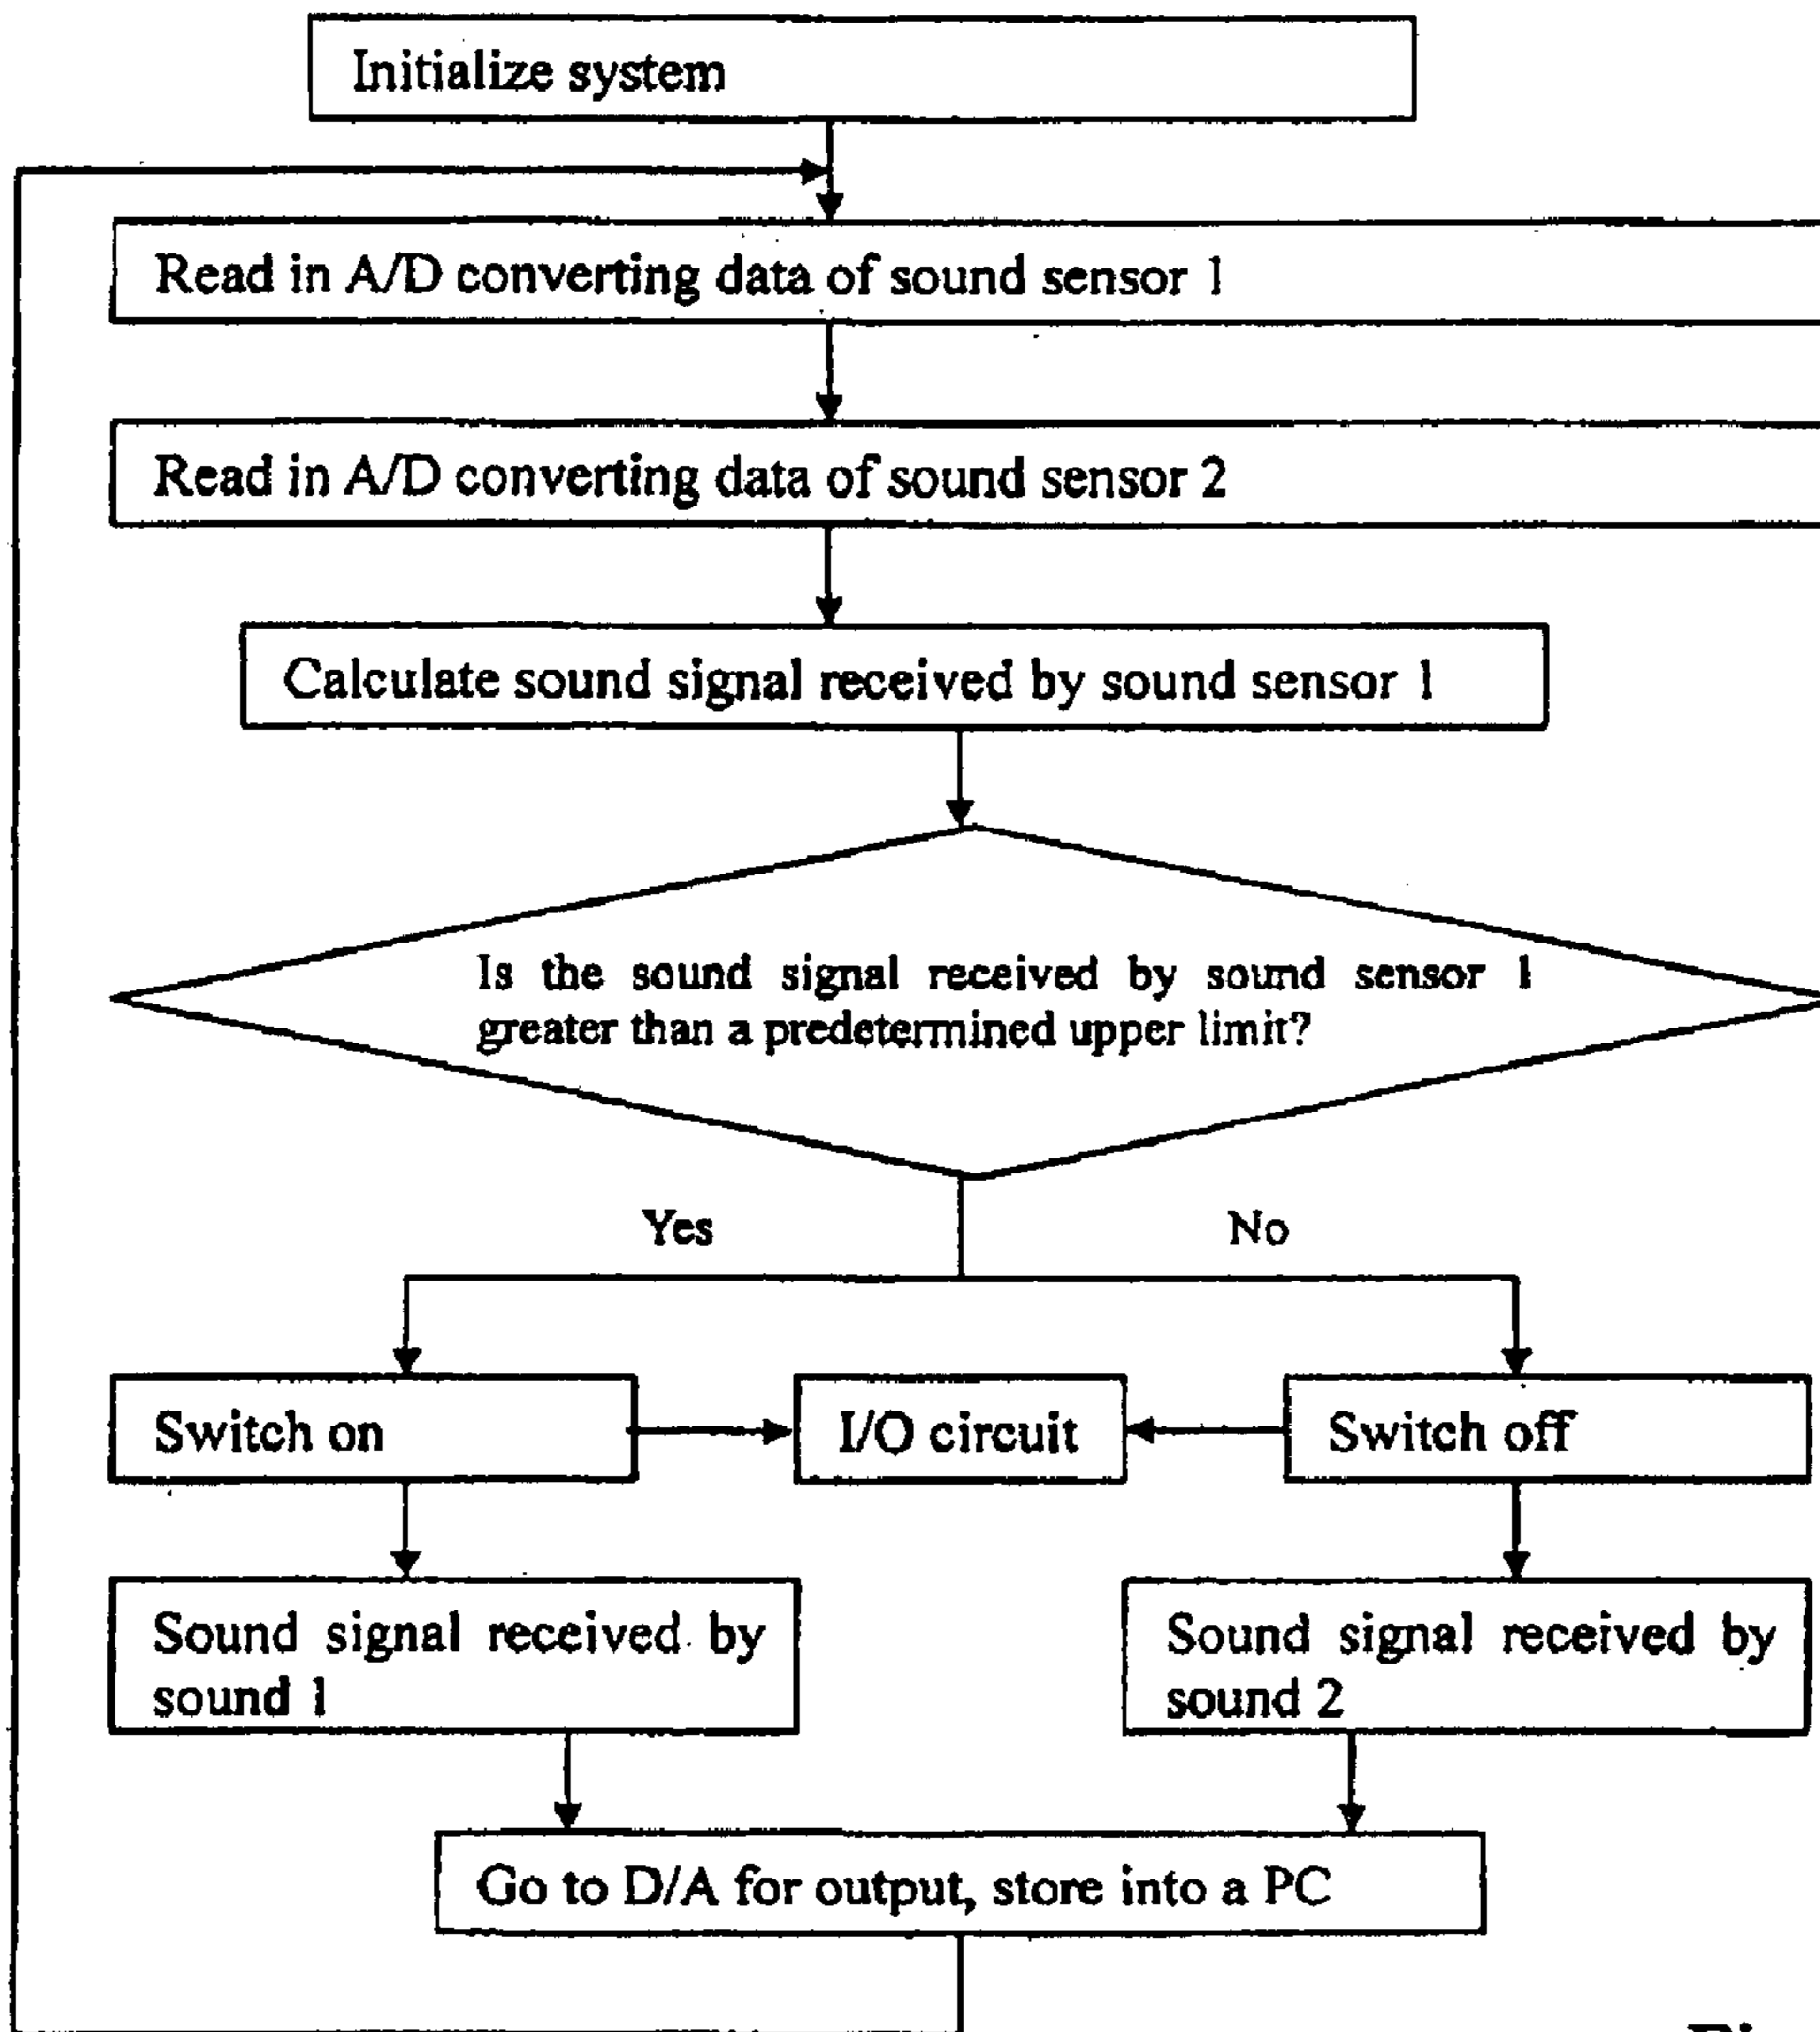 Initialize system
Read in A/D converting data of sound sensor 1
Read in A/D converting data of sound sensor 2
Calculate sound signal received by sound sensor 1
Is the sound signal received by sound sensor 1
greater than a predetermined upper limit?
Yes No
Switch on I/O circuit Switch off
Sound signal received by
sound 1
Sound signal received by
sound 2
Go to D/A for output, store into a PC